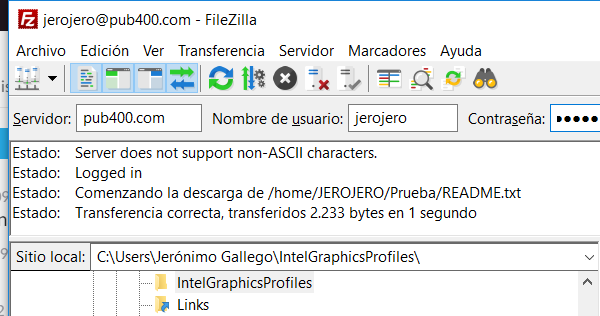 jerojero@pub400.com - FileZilla
Archivo Edición Ver Transferencia Servidor Marcadores Ayuda
Servidor: pub400.com Nombre de usuario: jerojero Contraseña: ●●●●●
Estado: Server does not support non-ASCII characters.
Estado: Logged in
Estado: Comenzando la descarga de /home/JEROJERO/Prueba/README.txt
Estado: Transferencia correcta, transferidos 2.233 bytes en 1 segundo
Sitio local: C:\Users\Jerónimo Gallego\IntelGraphicsProfiles\
IntelGraphicsProfiles
Links